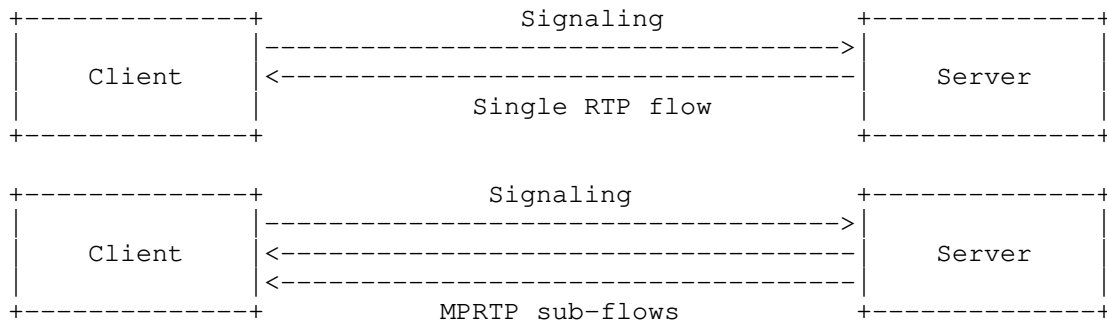 Signaling
Client Server
Single RTP flow
Signaling
Client Server
MPRTP sub-flows